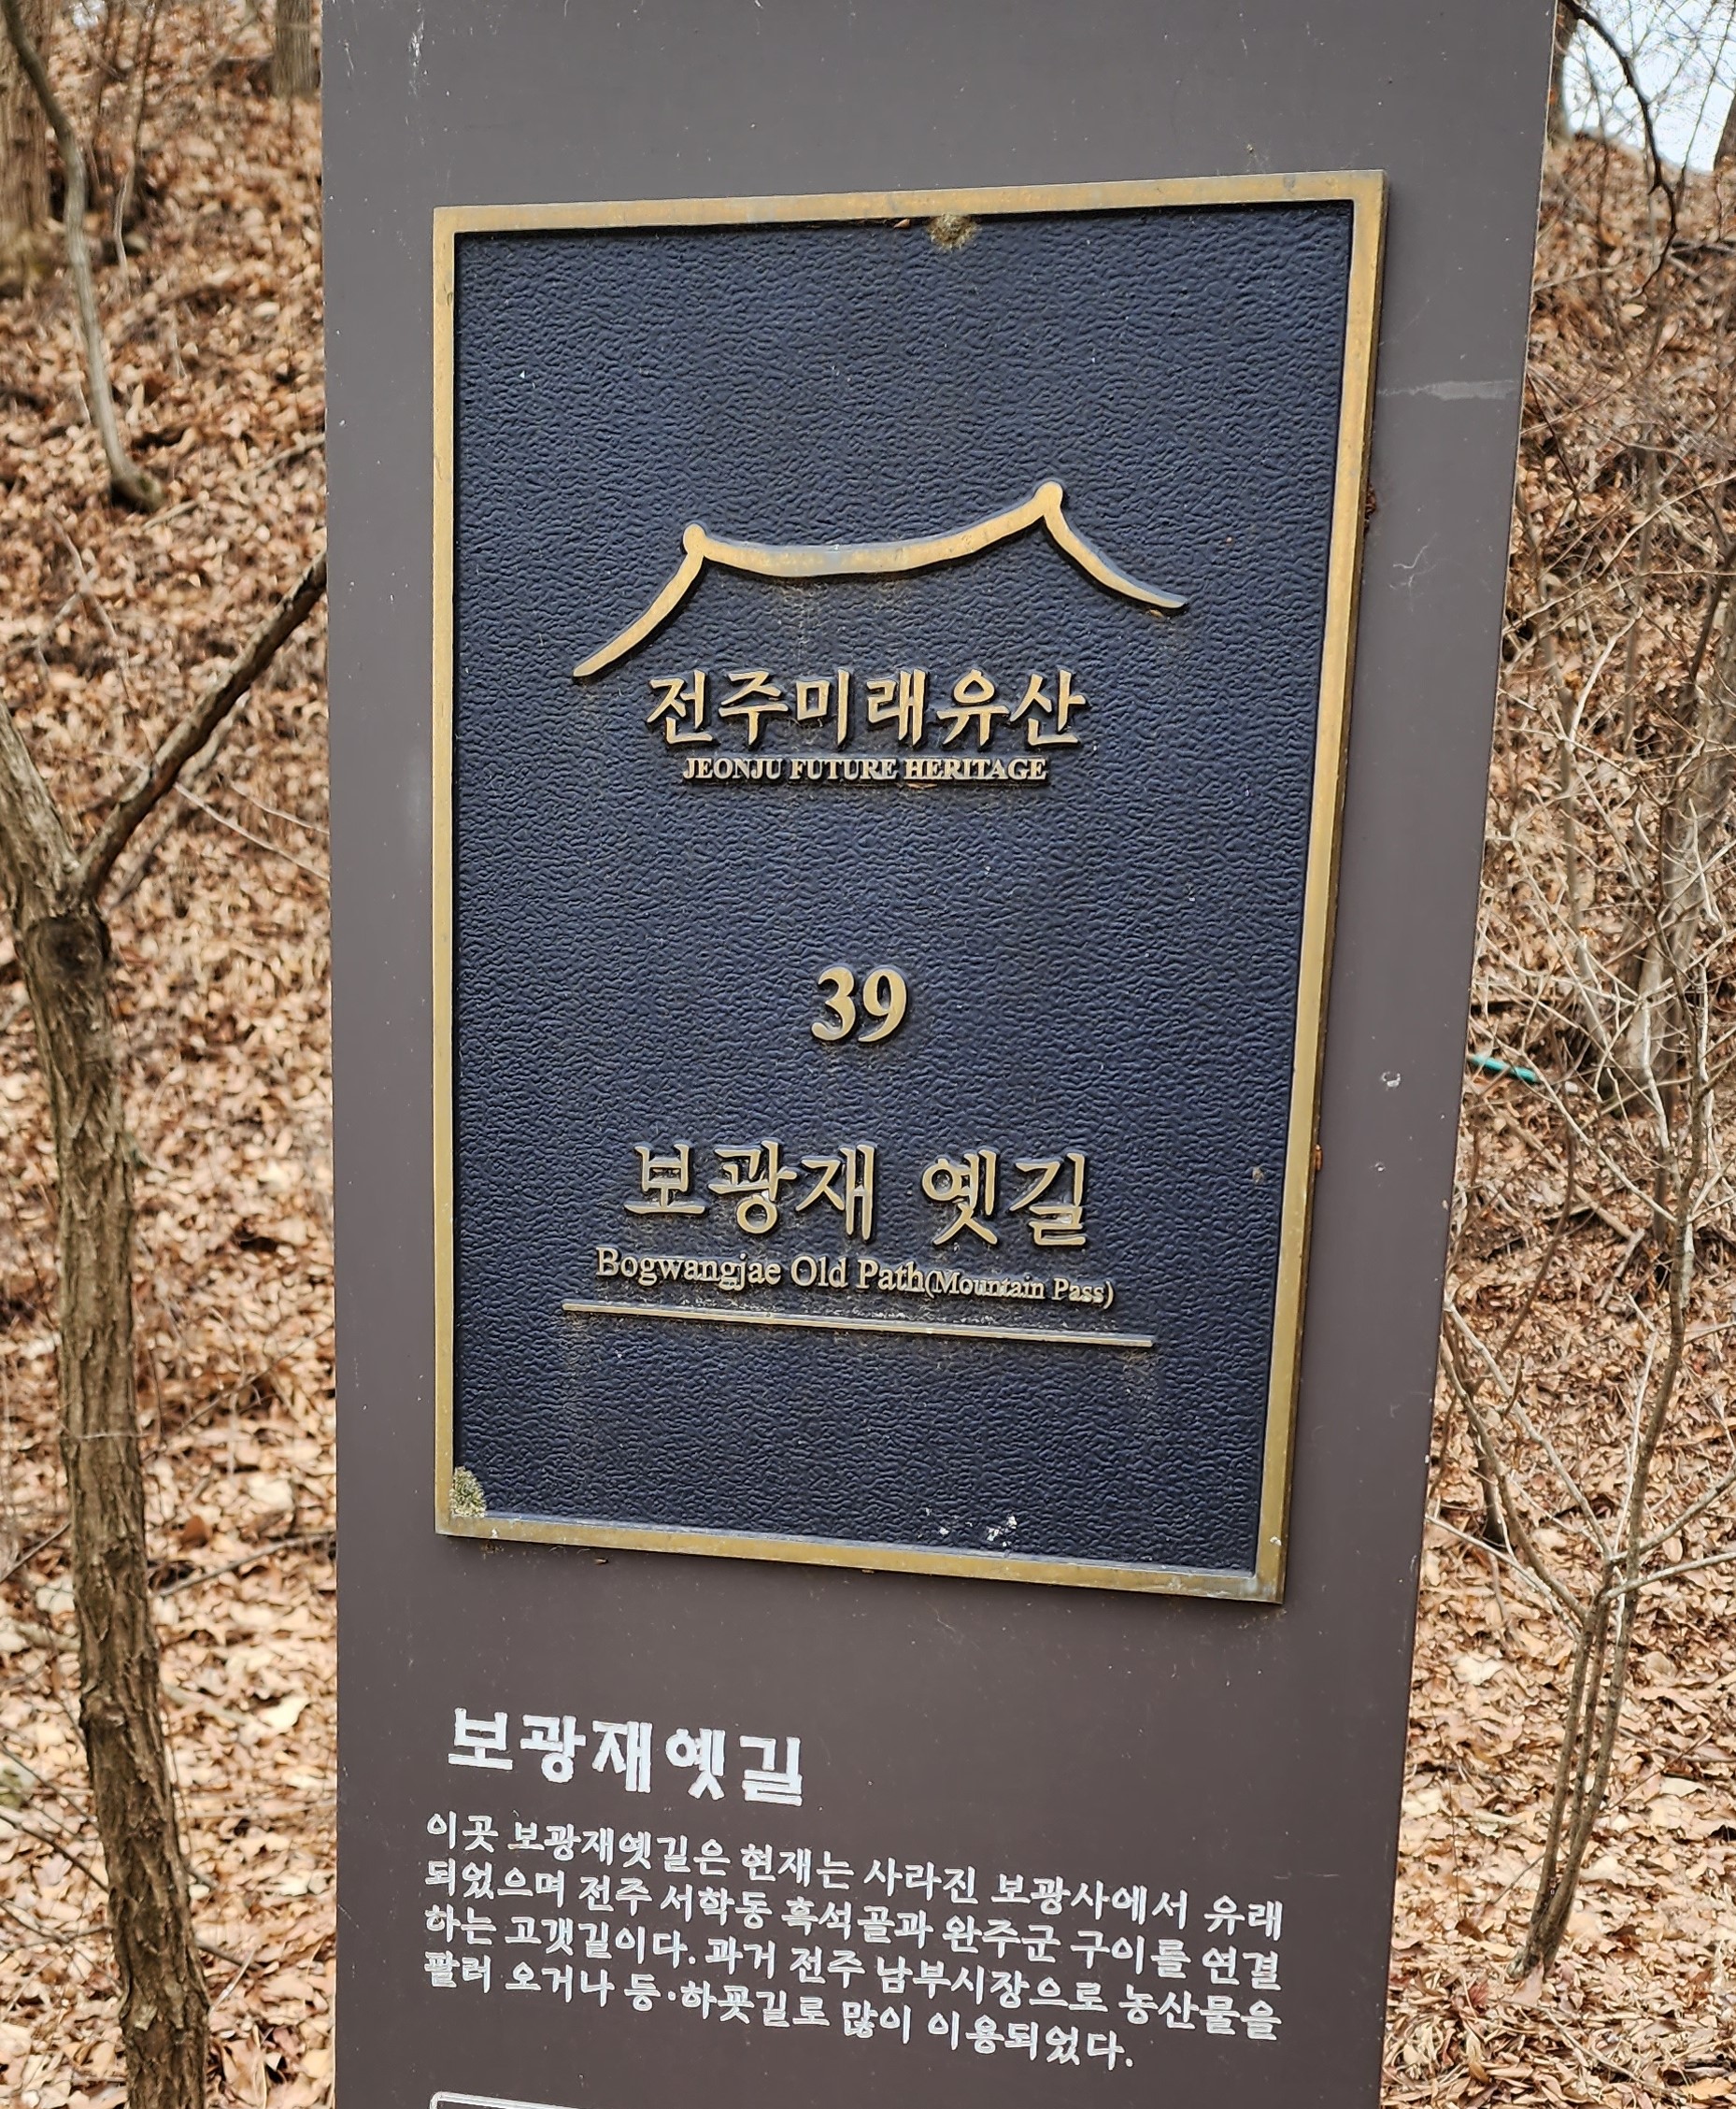 전주미래유산
JEONJU FUTURE HERITAGE
39
보광재 옛길
Bogwangjae Old Path(Mountain Pass)
보광재옛길
이곳 보광재옛길은 현재는 사라진 보광사에서 유래
되었으며 전주 서학동 흑석골과 완주군 구이를 연결
하는 고갯길이다. 과거 전주 남부시장으로 농산물을
팔러 오거나 등·하굣길로 많이 이용되었다.